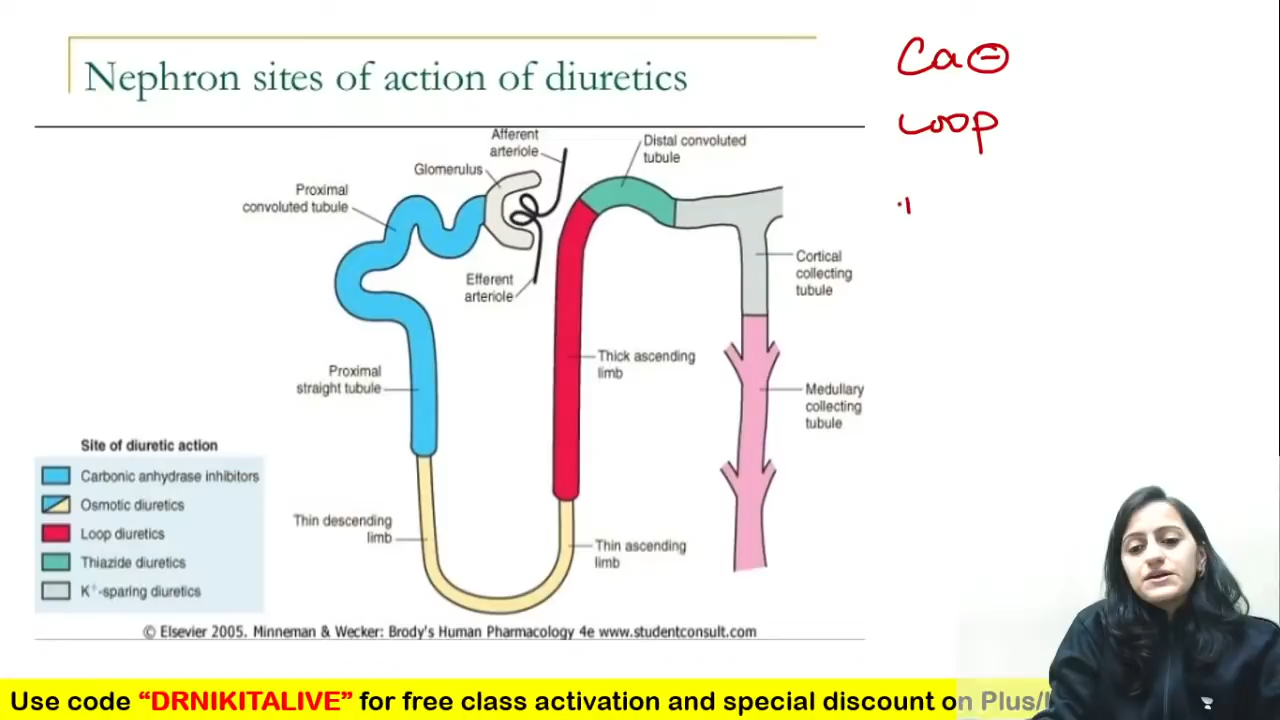 Nephron sites of action of diuretics
Ca⊖
Loop
Afferent
arteriole
Glomerulus
Distal convoluted
tubule
Proximal
convoluted tubule
Efferent
arteriole
Cortical
collecting
tubule
Thick ascending
limb
Proximal
straight tubule
Medullary
collecting
tubule
Site of diuretic action
Carbonic anhydrase inhibitors
Osmotic diuretics
Loop diuretics
Thiazide diuretics
K⁺-sparing diuretics
Thin descending
limb
Thin ascending
limb
© Elsevier 2005. Minneman & Wecker: Brody's Human Pharmacology 4e www.studentconsult.com
Use code “DRNIKITALIVE” for free class activation and special discount on Plus/